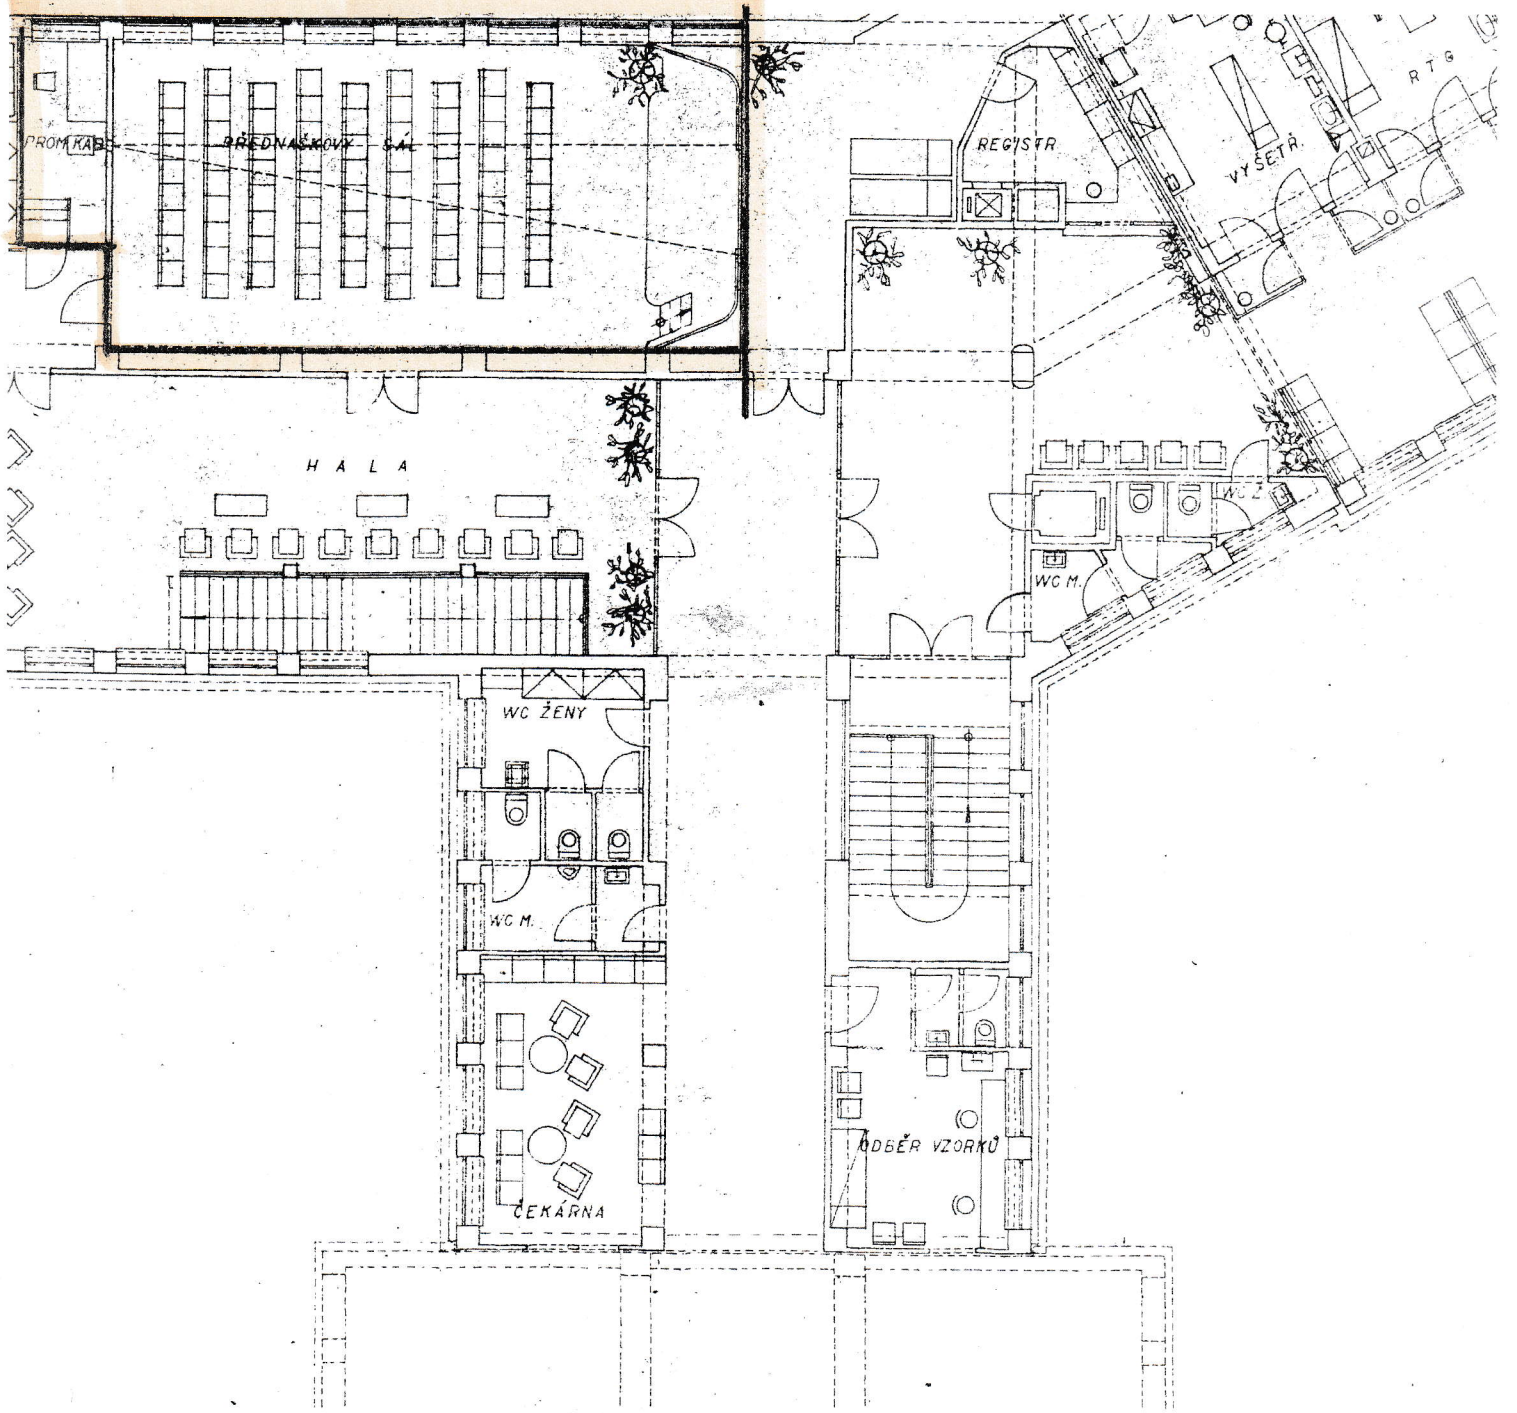 PROM. KAB.
PŘEDNÁŠKOVÝ SÁL
REGISTR.
VYŠETŘ.
RTG
HALA
WC Ž.
WC M.
WC ŽENY
WC M.
ODBĚR VZORKŮ
ČEKÁRNA